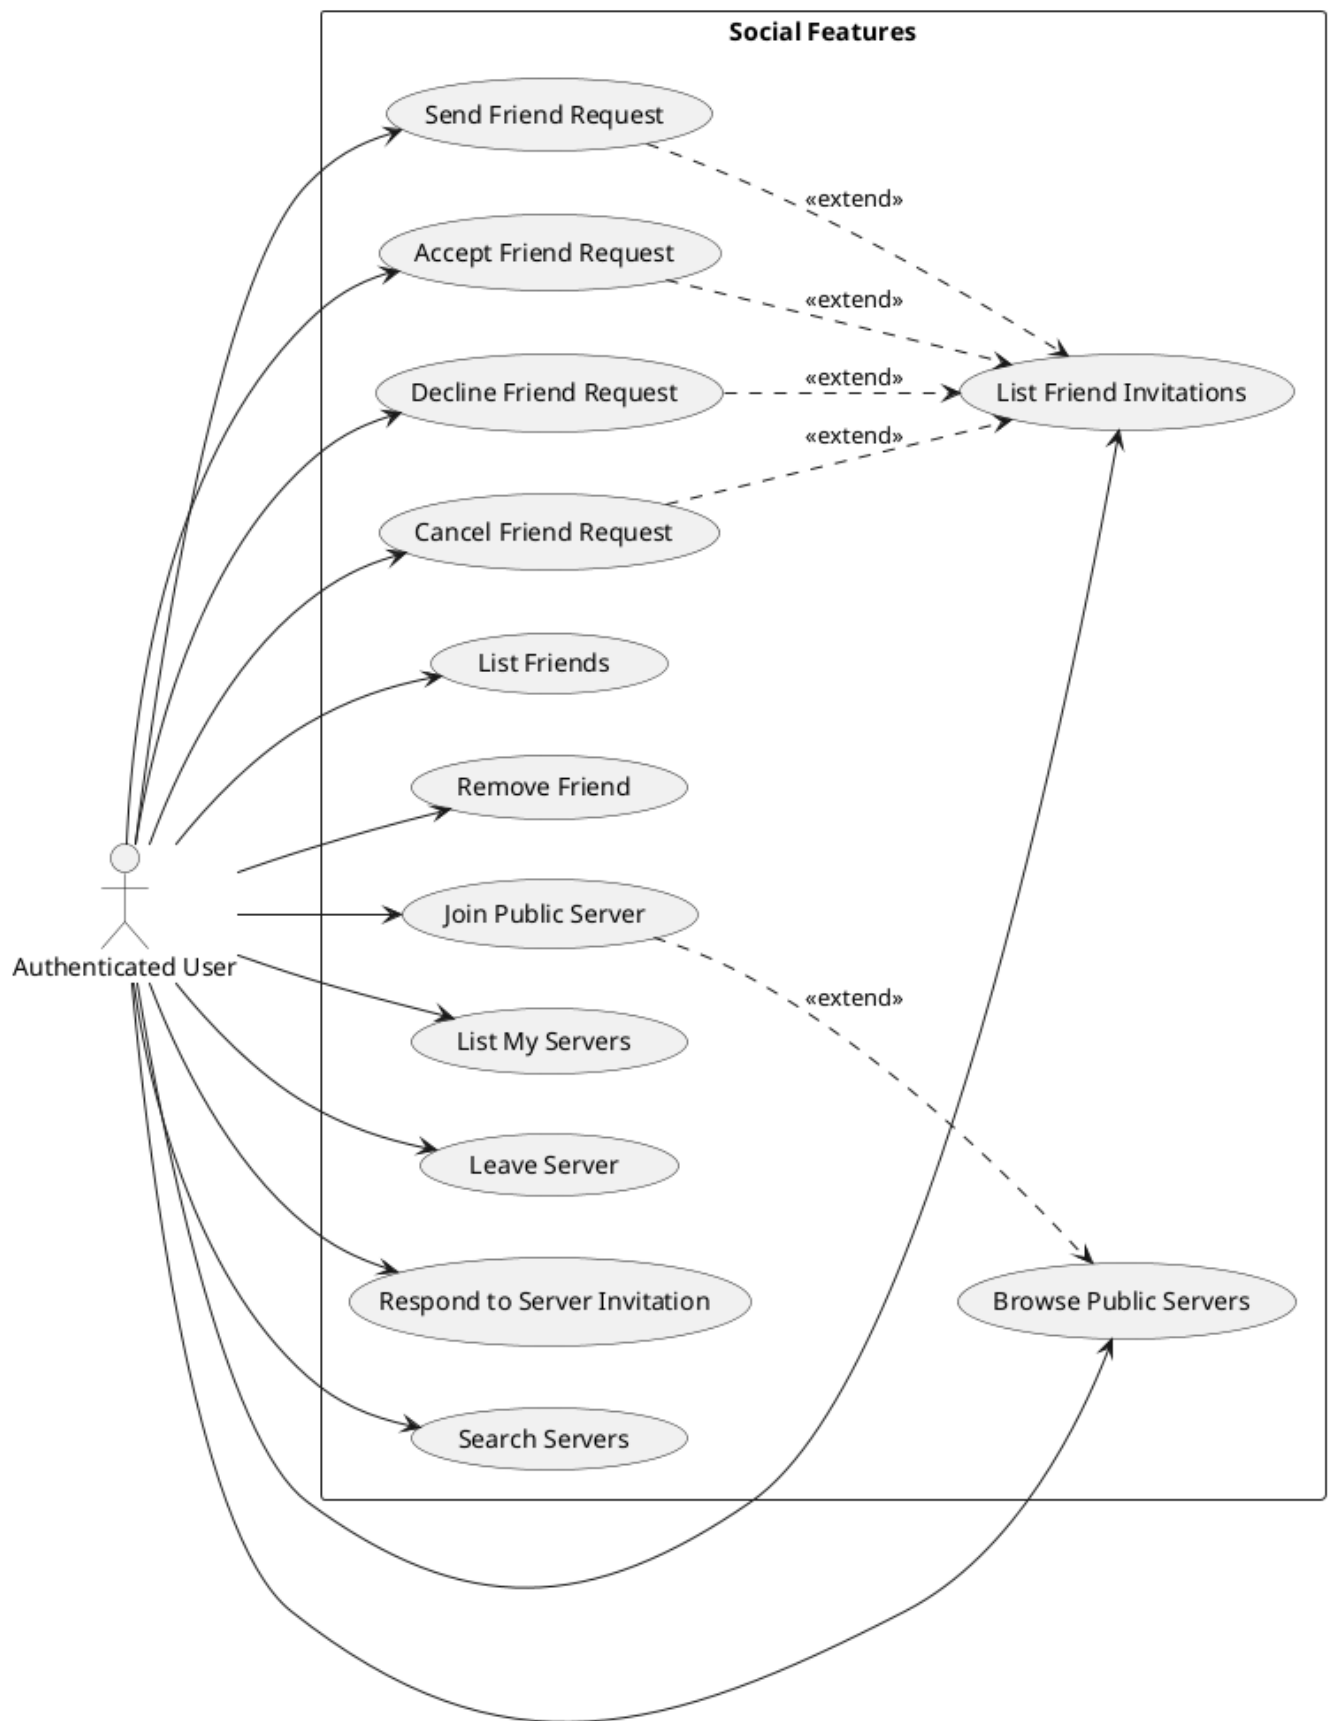 Social Features
Send Friend Request
«extend»
Accept Friend Request
«extend»
Decline Friend Request
«extend»
List Friend Invitations
«extend»
Cancel Friend Request
List Friends
Remove Friend
Join Public Server
Authenticated User
«extend»
List My Servers
Leave Server
Respond to Server Invitation
Browse Public Servers
Search Servers